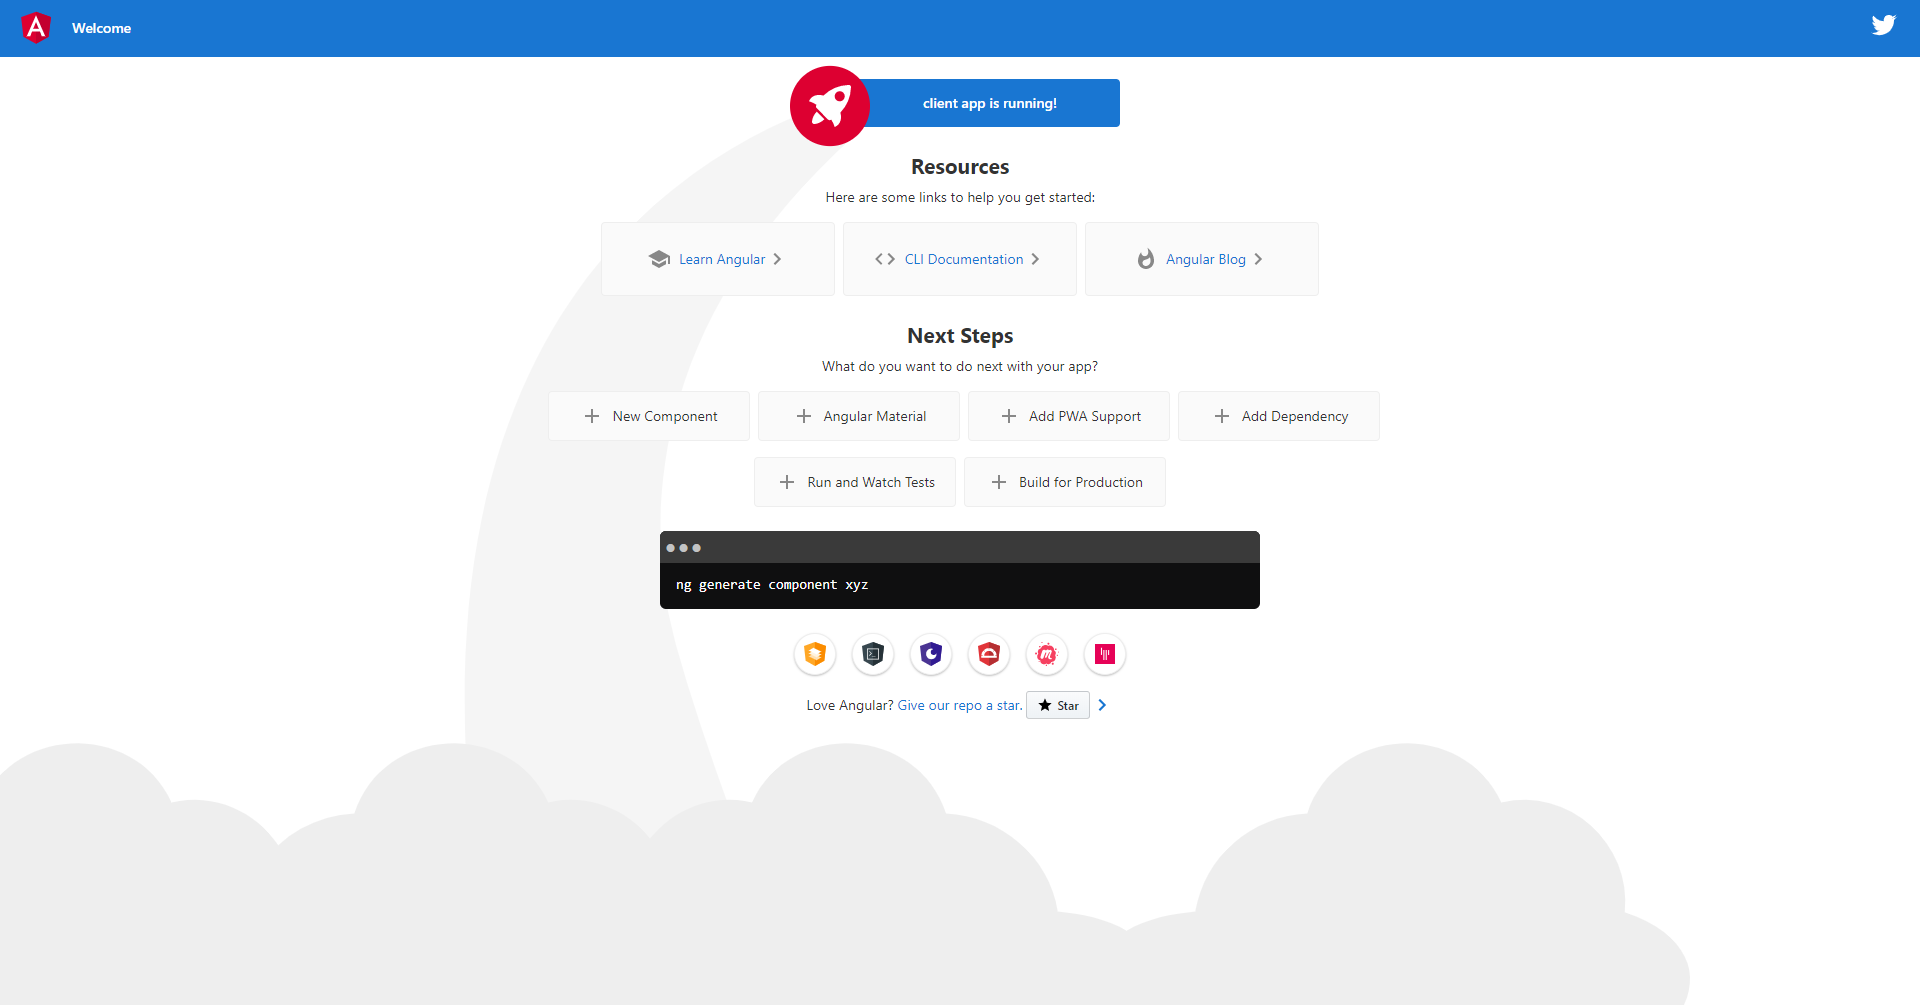 Welcome
client app is running!
Resources
Here are some links to help you get started:
Learn Angular
CLI Documentation
Angular Blog
Next Steps
What do you want to do next with your app?
New Component
Angular Material
Add PWA Support
Add Dependency
Run and Watch Tests
Build for Production
ng generate component xyz
Love Angular? Give our repo a star. Star